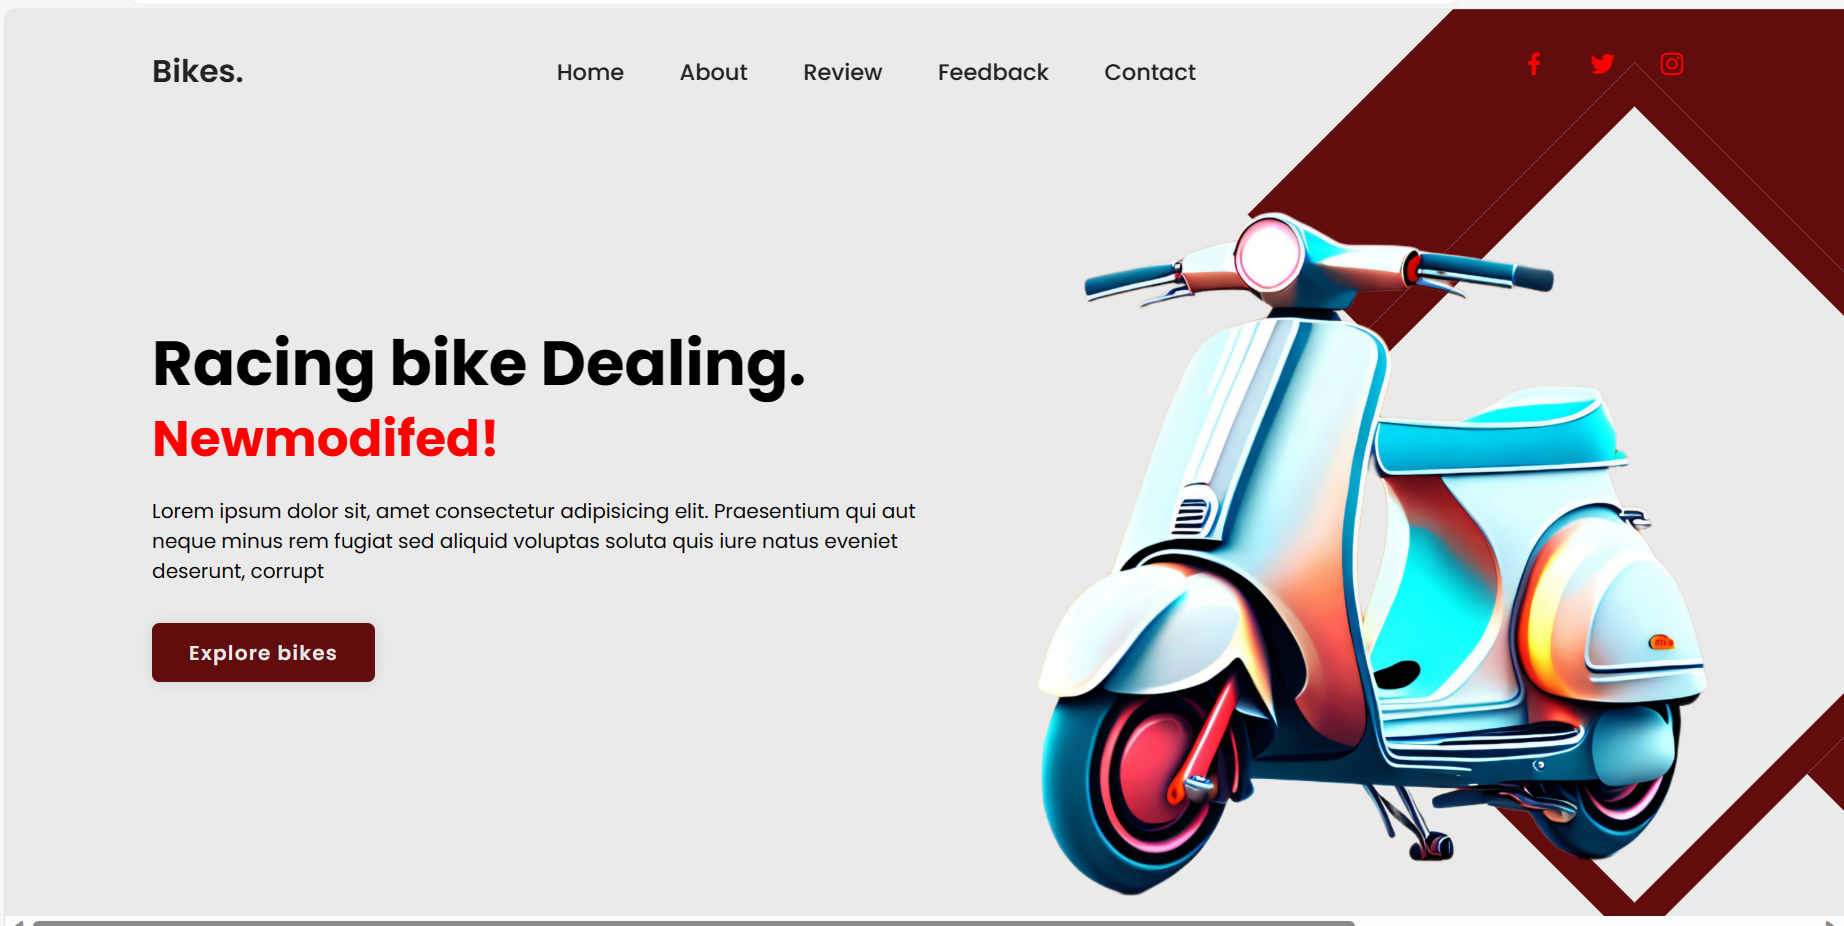 Bikes.
Home About Review Feedback Contact
Racing bike Dealing.
Newmodifed!
Lorem ipsum dolor sit, amet consectetur adipisicing elit. Praesentium qui aut
neque minus rem fugiat sed aliquid voluptas soluta quis iure natus eveniet
deserunt, corrupt
Explore bikes